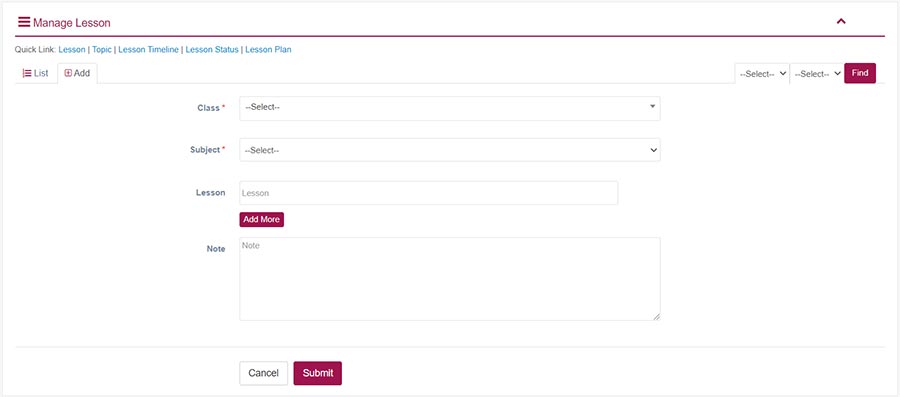 Manage Lesson
Quick Link: Lesson | Topic | Lesson Timeline | Lesson Status | Lesson Plan
List Add --Select-- --Select-- Find
Class * --Select--
Subject * --Select--
Lesson Lesson
Add More
Note Note
Cancel Submit